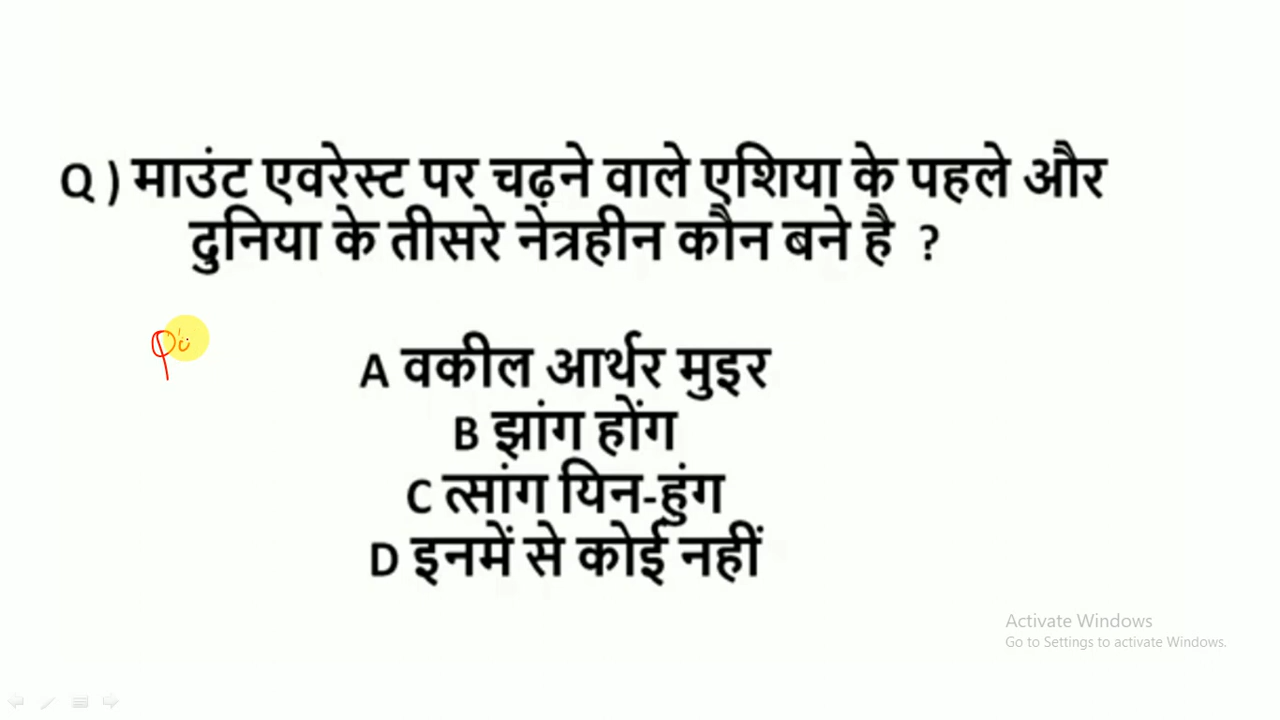 Q ) माउंट एवरेस्ट पर चढ़ने वाले एशिया के पहले और
दुनिया के तीसरे नेत्रहीन कौन बने है ?
A वकील आर्थर मुइर
B झांग होंग
C त्सांग यिन-हुंग
D इनमें से कोई नहीं
Activate Windows
Go to Settings to activate Windows.